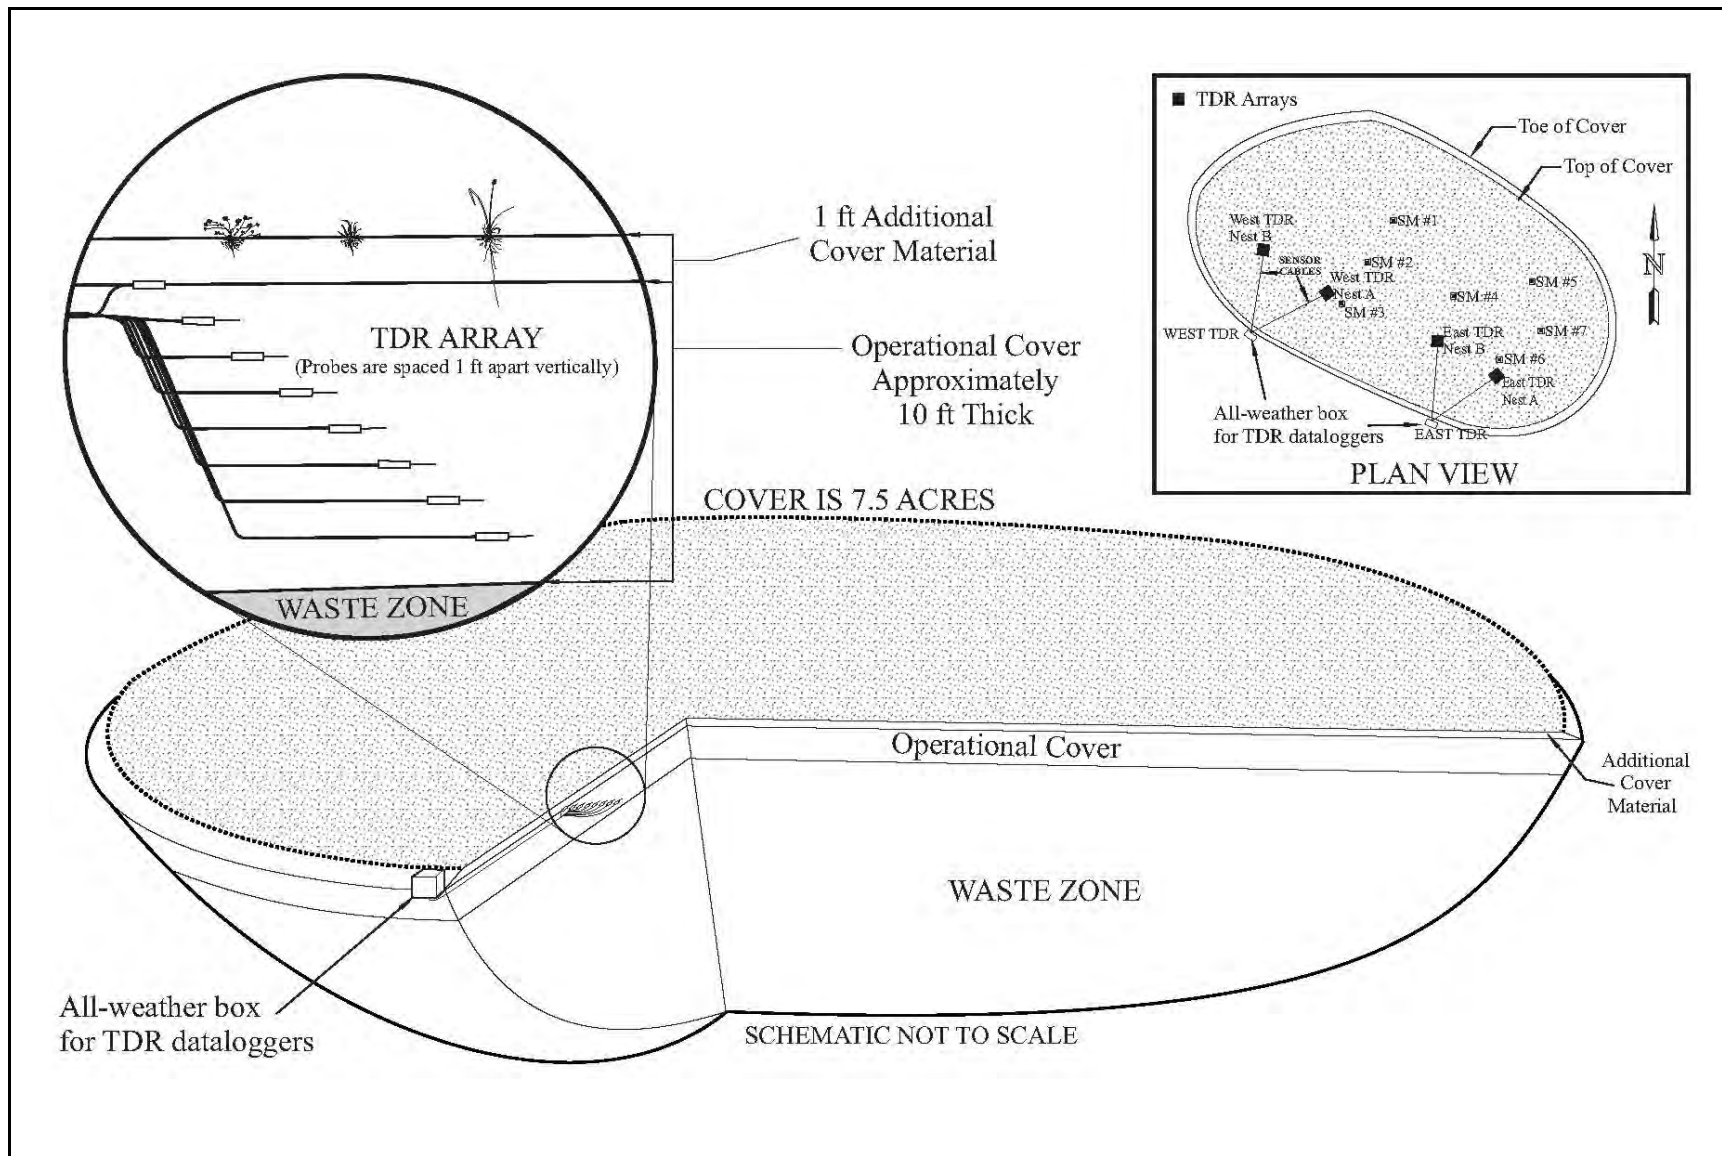 1 ft Additional
Cover Material
TDR ARRAY
(Probes are spaced 1 ft apart vertically)
Operational Cover
Approximately
10 ft Thick
WASTE ZONE
COVER IS 7.5 ACRES
TDR Arrays
Toe of Cover
Top of Cover
West TDR
Nest B
SM #1
SENSOR
CABLES
SM #2
West TDR
Nest A
SM #3
SM #4
SM #5
N
WEST TDR
East TDR
Nest B
SM #7
SM #6
East TDR
Nest A
All-weather box
for TDR dataloggers
EAST TDR
PLAN VIEW
Operational Cover
Additional
Cover
Material
WASTE ZONE
All-weather box
for TDR dataloggers
SCHEMATIC NOT TO SCALE